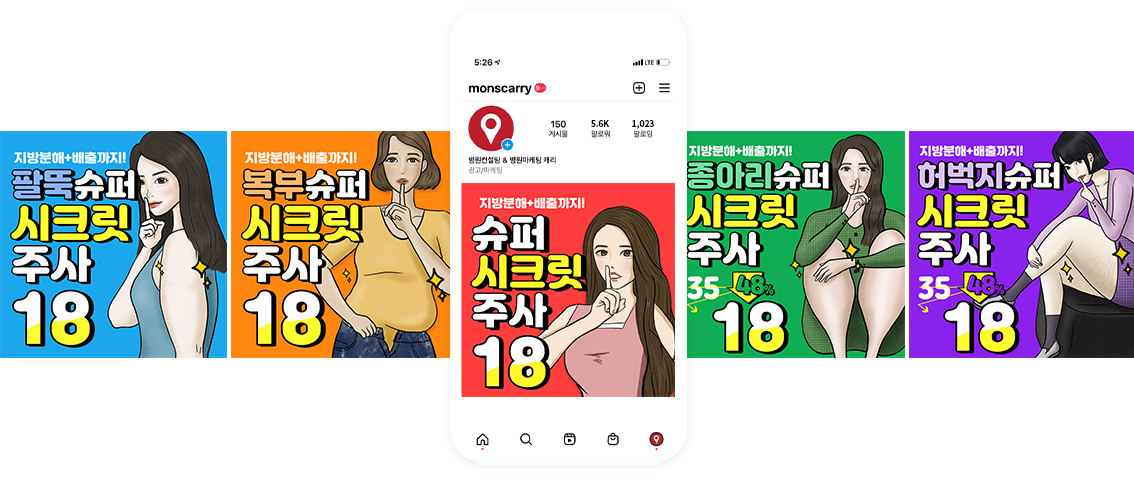 지방분해+배출까지!
팔뚝슈퍼
시크릿
주사
18
지방분해+배출까지!
복부슈퍼
시크릿
주사
18
5:26
LTE
monscarry
9+
150
게시물
5.6K
팔로워
1,023
팔로잉
병원컨설팅 & 병원마케팅 캐리
광고/마케팅
지방분해+배출까지!
슈퍼
시크릿
주사
18
지방분해+배출까지!
종아리슈퍼
시크릿
주사
35 48%
18
지방분해+배출까지!
허벅지슈퍼
시크릿
주사
35 48%
18